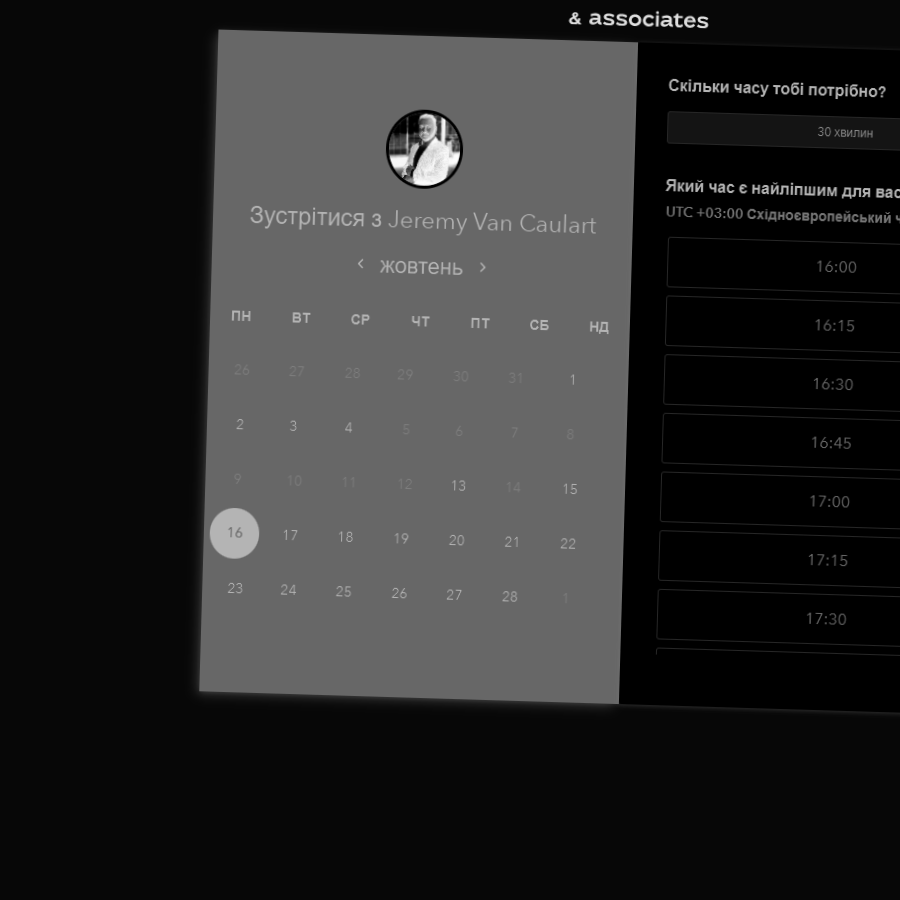 & associates
Зустрітися з Jeremy Van Caulart
‹ жовтень ›
ПН ВТ СР ЧТ ПТ СБ НД
26 27 28 29 30 31 1
2 3 4 5 6 7 8
9 10 11 12 13 14 15
16 17 18 19 20 21 22
23 24 25 26 27 28 1
Скільки часу тобі потрібно?
30 хвилин
Який час є найліпшим для вас
UTC +03:00 Східноєвропейський ч
16:00
16:15
16:30
16:45
17:00
17:15
17:30